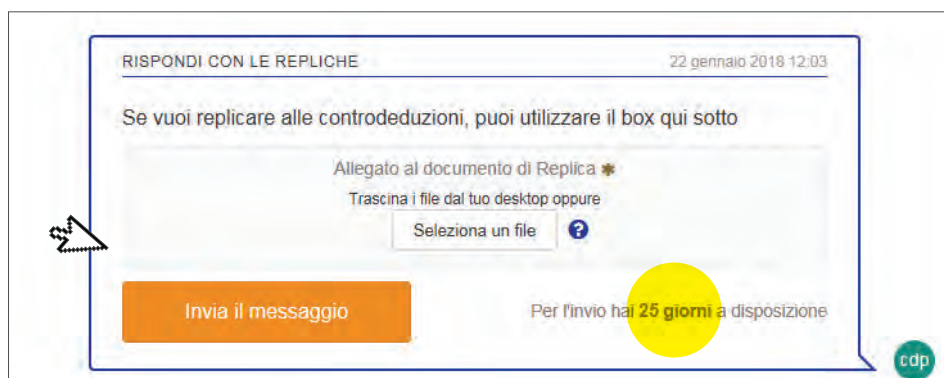 RISPONDI CON LE REPLICHE 22 gennaio 2018 12:03
Se vuoi replicare alle controdeduzioni, puoi utilizzare il box qui sotto
Allegato al documento di Replica *
Trascina i file dal tuo desktop oppure
Seleziona un file ?
Invia il messaggio Per l'invio hai 25 giorni a disposizione
cdp